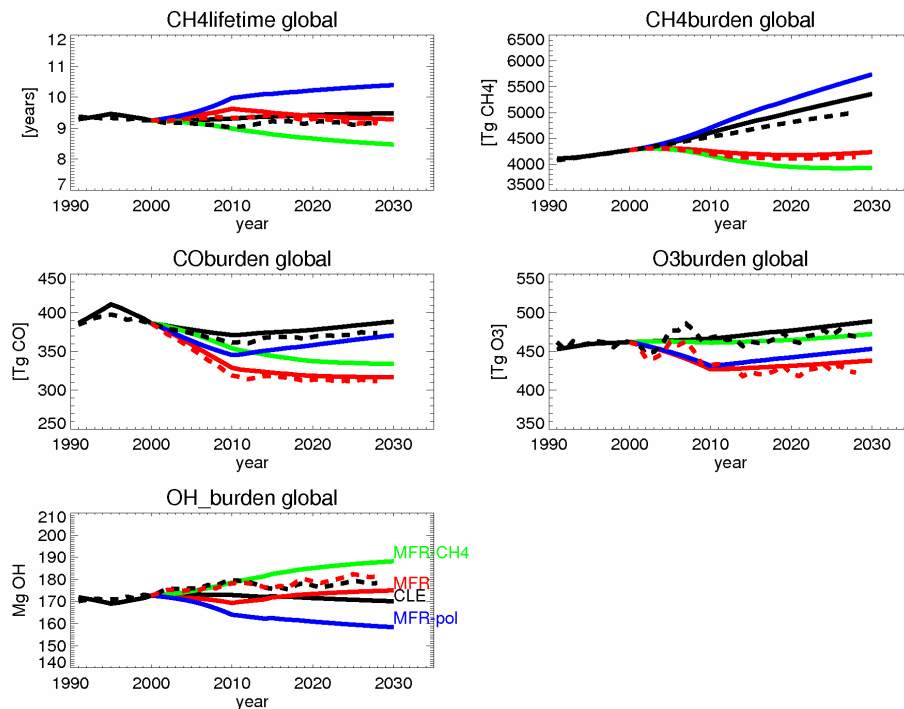 CH4lifetime global
12
11
10
9
8
7
[years]
1990 2000 2010 2020 2030
year
CH4burden global
6500
6000
5500
5000
4500
4000
3500
[Tg CH4]
1990 2000 2010 2020 2030
year
COburden global
450
400
350
300
250
[Tg CO]
1990 2000 2010 2020 2030
year
O3burden global
550
500
450
400
350
[Tg O3]
1990 2000 2010 2020 2030
year
OH_burden global
210
200
190
180
170
160
150
140
Mg OH
MFR-CH4
MFR
CLE
MFR-pol
1990 2000 2010 2020 2030
year